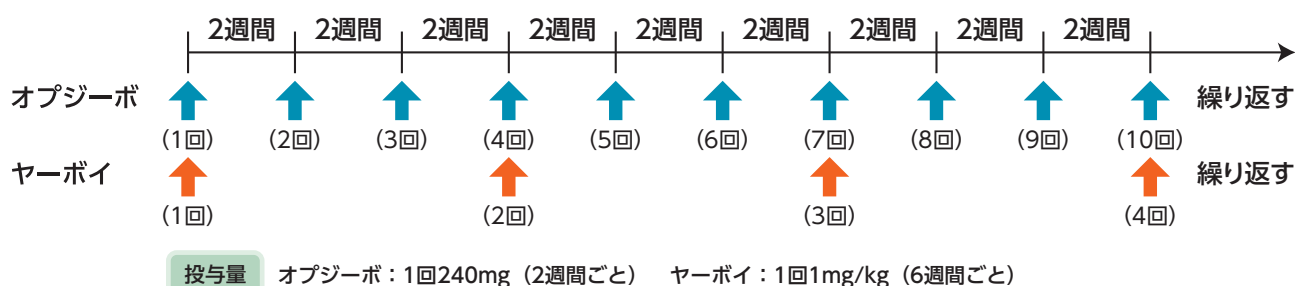 2週間 2週間 2週間 2週間 2週間 2週間 2週間 2週間 2週間
オプジーボ 繰り返す
(1回) (2回) (3回) (4回) (5回) (6回) (7回) (8回) (9回) (10回)
ヤーボイ 繰り返す
(1回) (2回) (3回) (4回)
投与量 オプジーボ：1回240mg（2週間ごと） ヤーボイ：1回1mg/kg（6週間ごと）